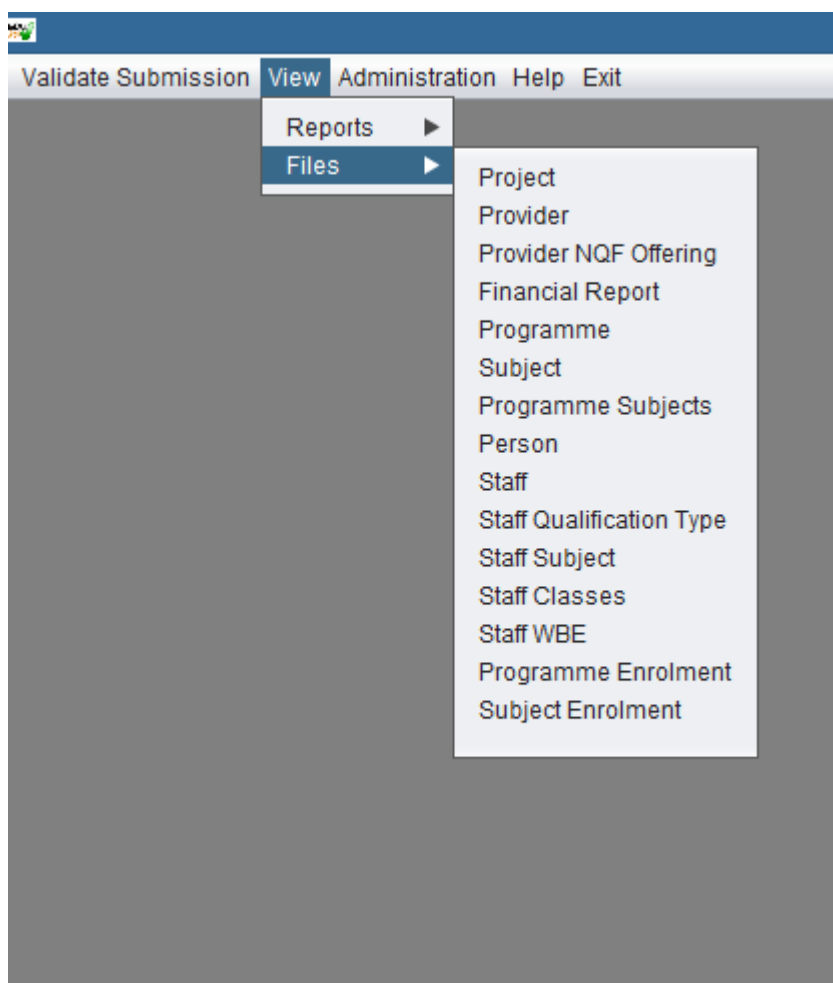 Validate Submission View Administration Help Exit
Reports
Files
Project
Provider
Provider NQF Offering
Financial Report
Programme
Subject
Programme Subjects
Person
Staff
Staff Qualification Type
Staff Subject
Staff Classes
Staff WBE
Programme Enrolment
Subject Enrolment